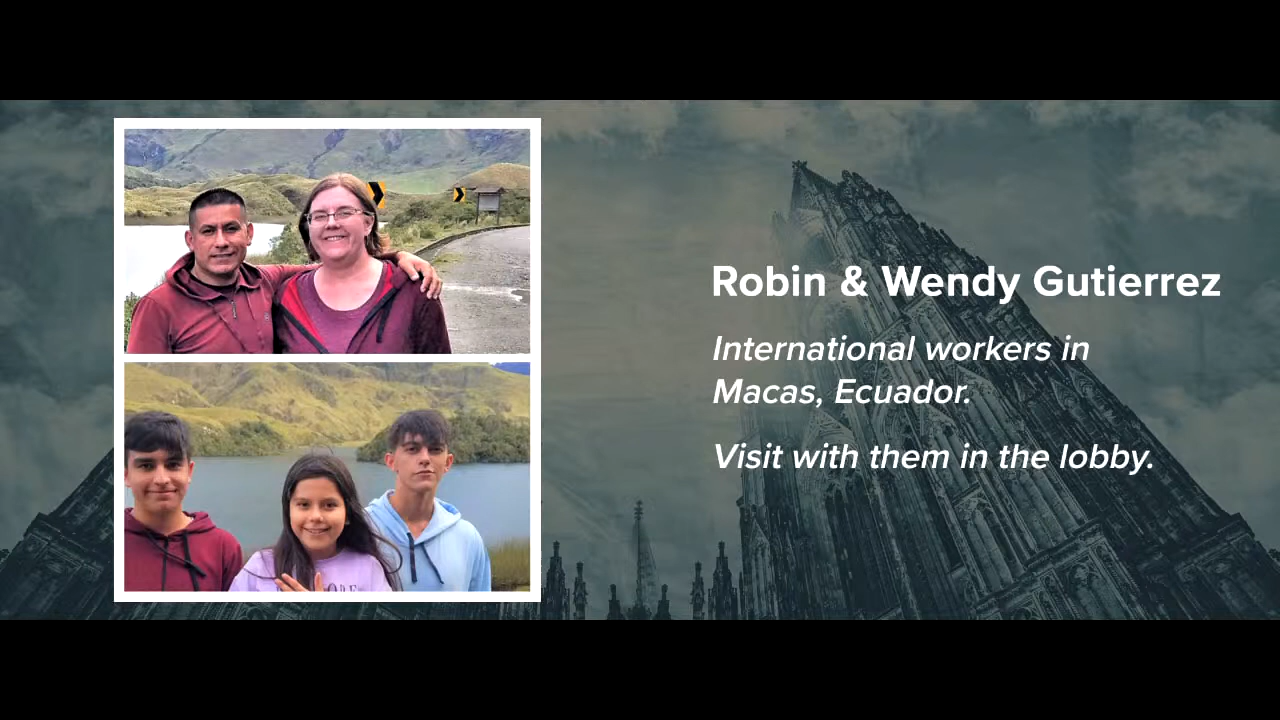 Robin & Wendy Gutierrez
International workers in
Macas, Ecuador.
Visit with them in the lobby.